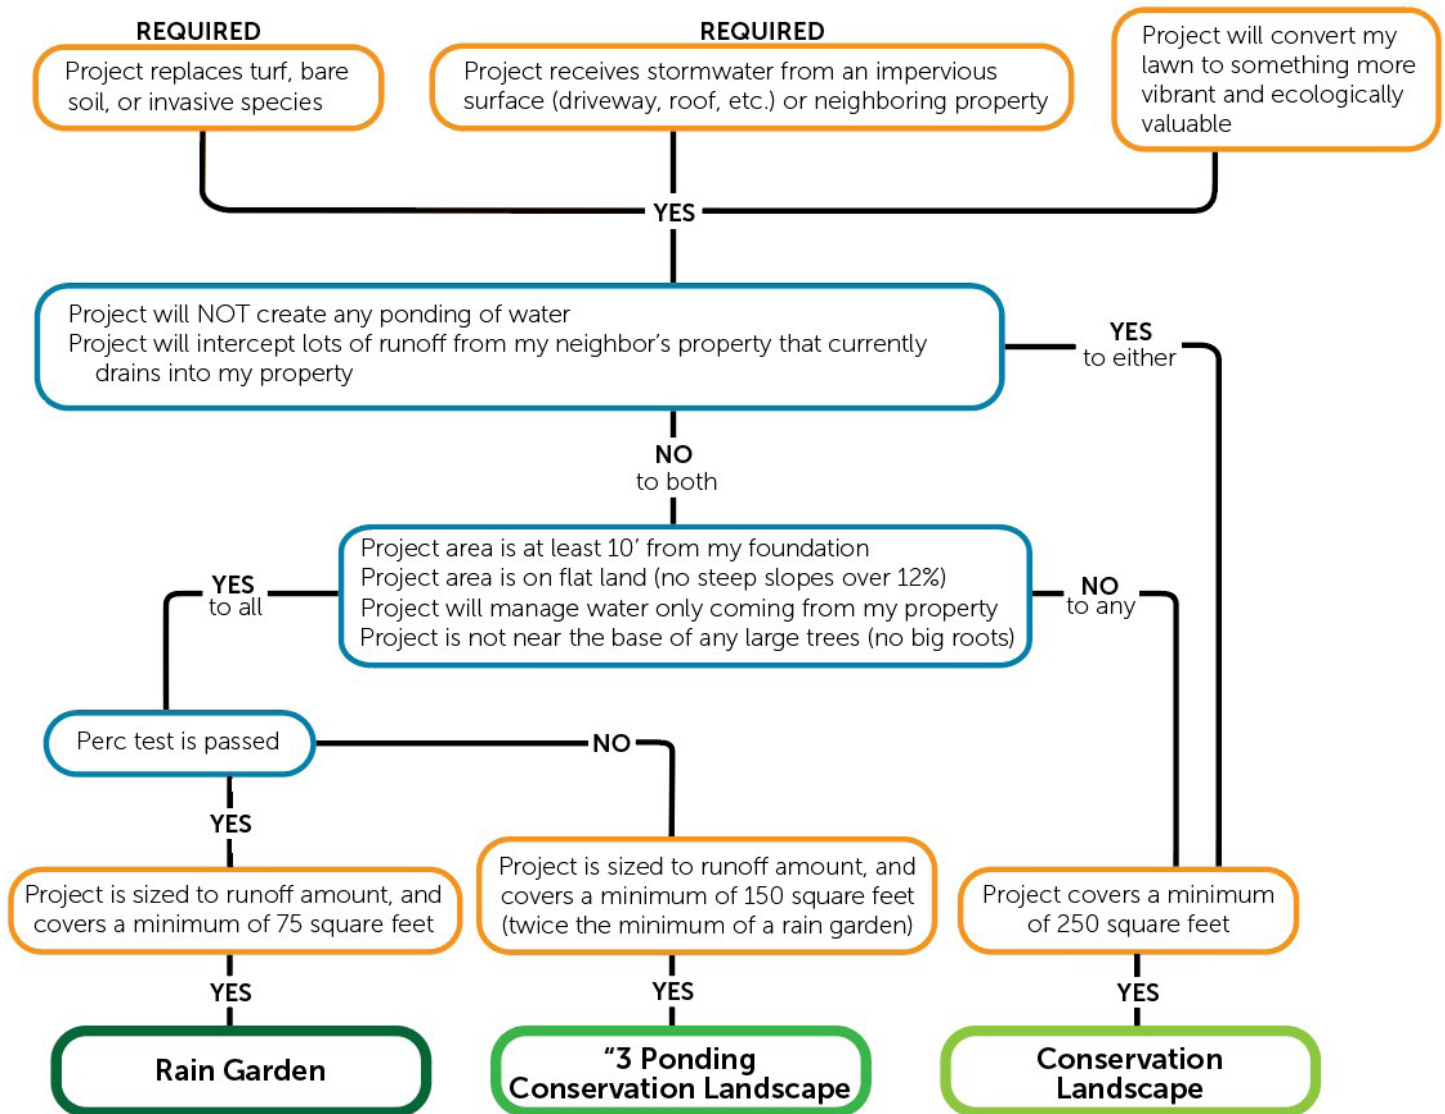 REQUIRED
Project replaces turf, bare
soil, or invasive species
REQUIRED
Project receives stormwater from an impervious
surface (driveway, roof, etc.) or neighboring property
Project will convert my
lawn to something more
vibrant and ecologically
valuable
YES
Project will NOT create any ponding of water
Project will intercept lots of runoff from my neighbor’s property that currently
drains into my property
YES
to either
NO
to both
Project area is at least 10’ from my foundation
Project area is on flat land (no steep slopes over 12%)
Project will manage water only coming from my property
Project is not near the base of any large trees (no big roots)
YES
to all
NO
to any
Perc test is passed
NO
YES
Project is sized to runoff amount, and
covers a minimum of 75 square feet
Project is sized to runoff amount, and
covers a minimum of 150 square feet
(twice the minimum of a rain garden)
Project covers a minimum
of 250 square feet
YES
YES
YES
Rain Garden
“3 Ponding
Conservation Landscape
Conservation
Landscape